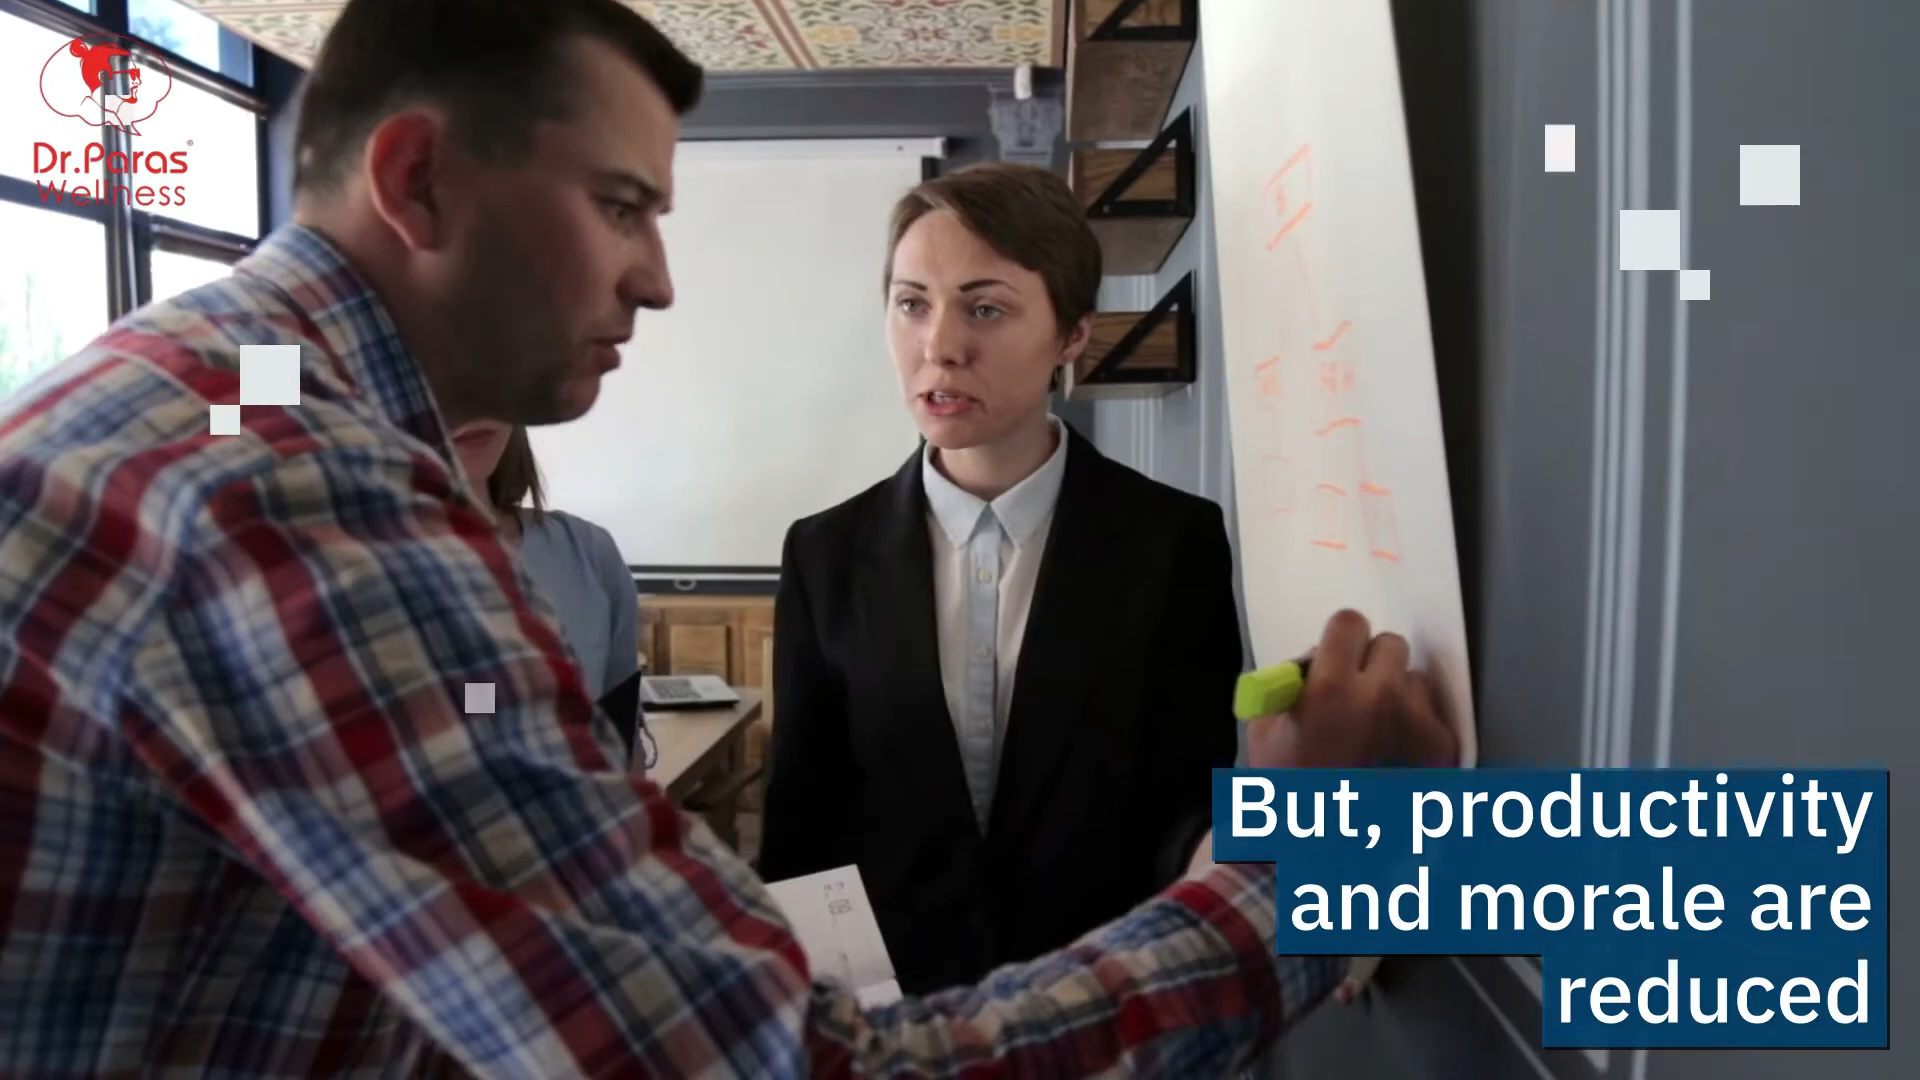 Dr.Paras®
Wellness
But, productivity
and morale are
reduced